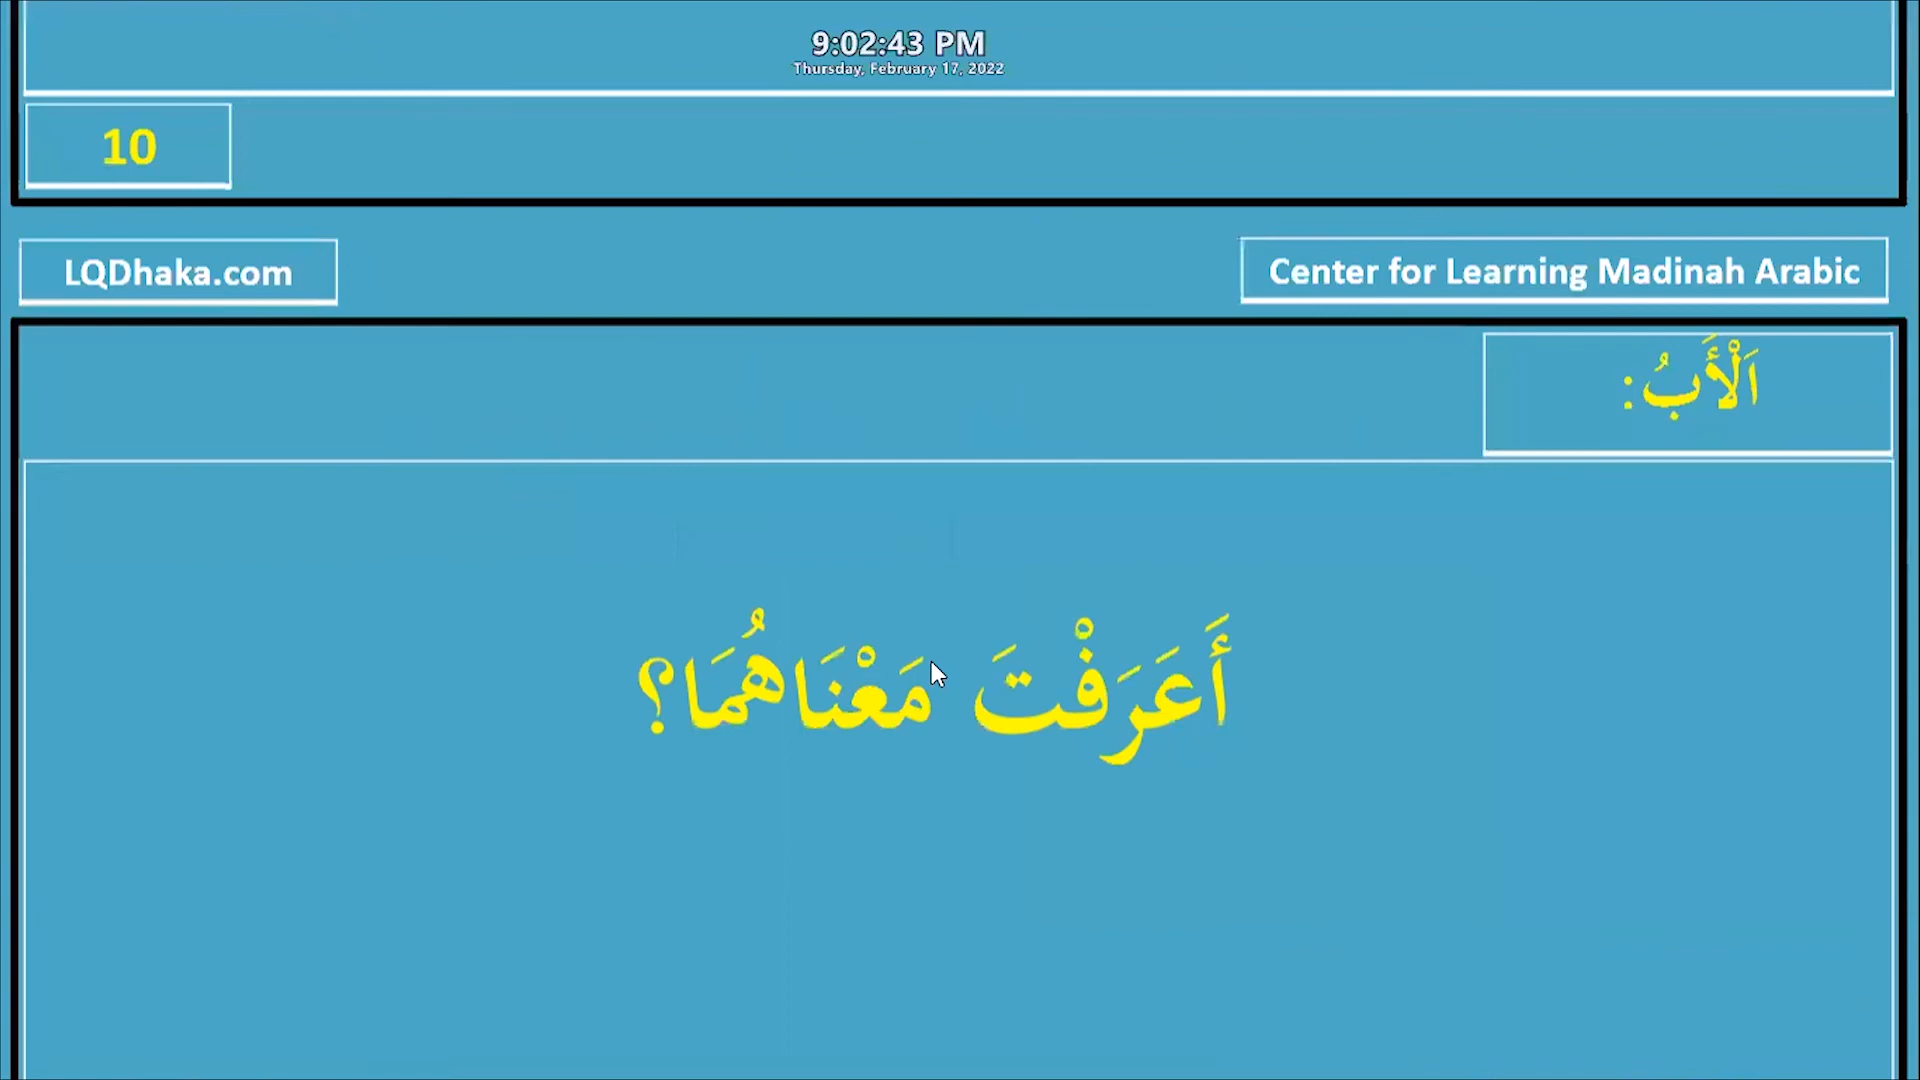 9:02:43 PM
Thursday, February 17, 2022
10
LQDhaka.com
Center for Learning Madinah Arabic
اَلْأَبُ:
أَعَرَفْتَ مَعْنَاهُمَا؟